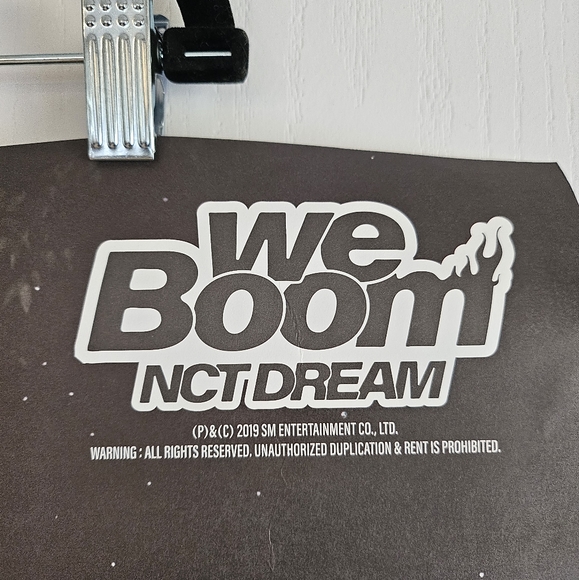 We
Boom
NCT DREAM
(P)&(C) 2019 SM ENTERTAINMENT CO., LTD.
WARNING : ALL RIGHTS RESERVED. UNAUTHORIZED DUPLICATION & RENT IS PROHIBITED.